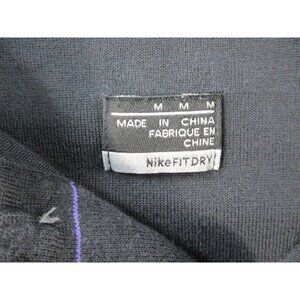 M M M
MADE IN CHINA
FABRIQUE EN
CHINE
NikeFITDRY